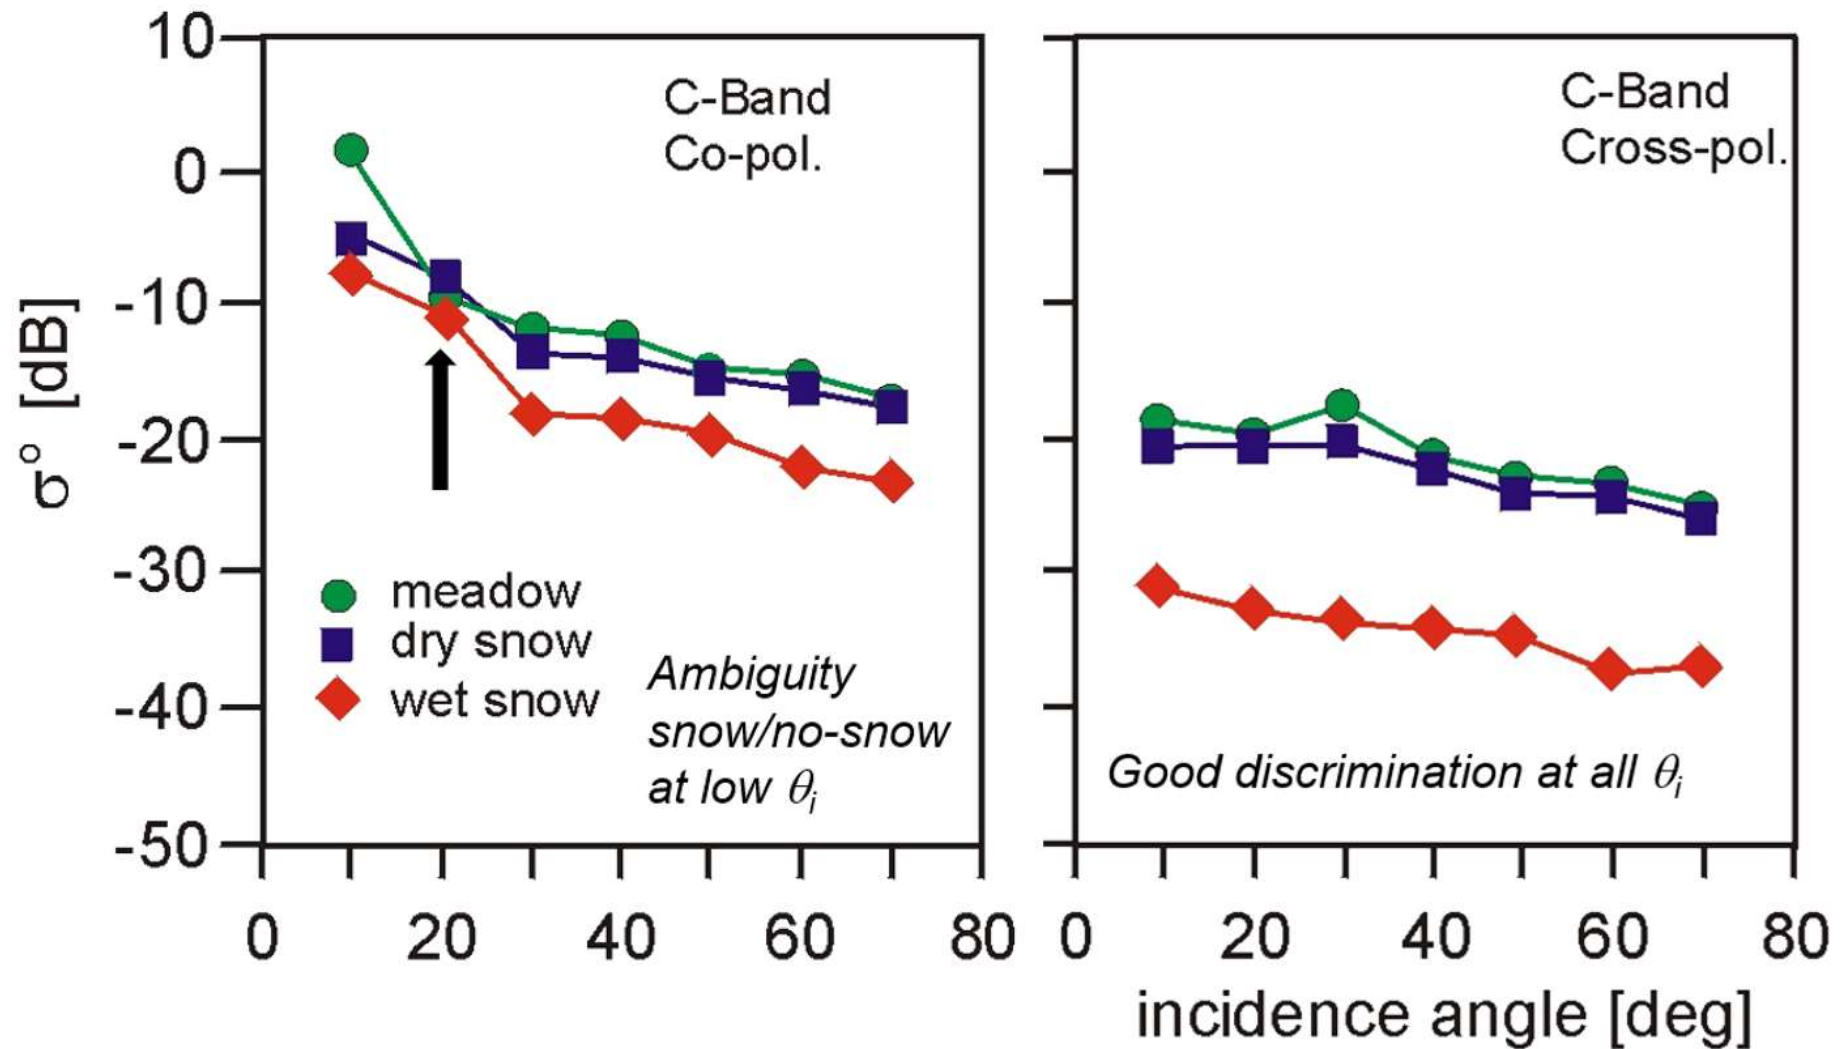 10
0
-10
-20
-30
-40
-50
σ° [dB]
C-Band
Co-pol.
meadow
dry snow
wet snow
Ambiguity
snow/no-snow
at low θi
0 20 40 60 80
C-Band
Cross-pol.
Good discrimination at all θi
0 20 40 60 80
incidence angle [deg]